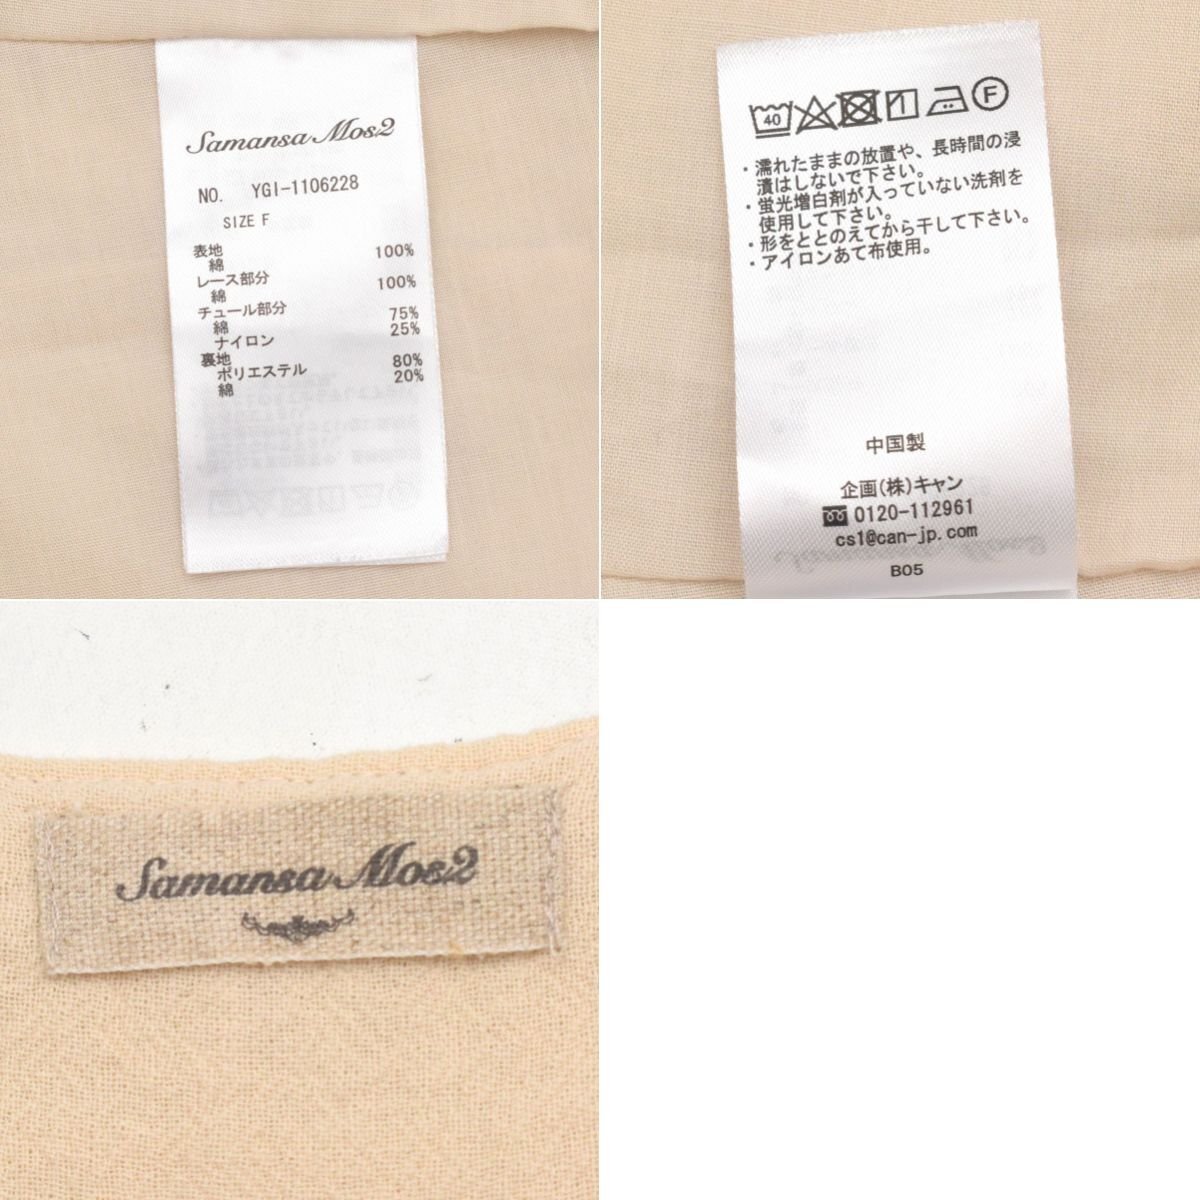 Samansa Mos2
NO. YGI-1106228
SIZE F
表地
綿 100%
レース部分
綿 100%
チュール部分
綿 75%
ナイロン 25%
裏地
ポリエステル 80%
綿 20%
40 F
・濡れたままの放置や、長時間の浸
漬はしないで下さい。
・蛍光増白剤が入っていない洗剤を
使用して下さい。
・形をととのえてから干して下さい。
・アイロンあて布使用。
中国製
企画(株)キャン
0120-112961
cs1@can-jp.com
B05
Samansa Mos2